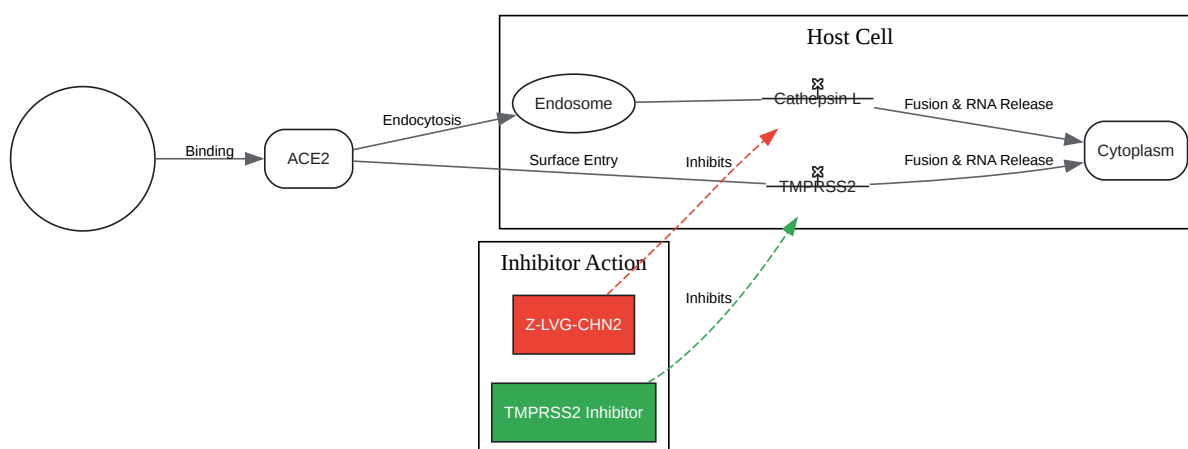 Host Cell
Endosome
Cathepsin L
Fusion & RNA Release
Endocytosis
Binding
ACE2
Surface Entry
Inhibits
TMPRSS2
Fusion & RNA Release
Cytoplasm
Inhibitor Action
Z-LVG-CHN2
Inhibits
TMPRSS2 Inhibitor